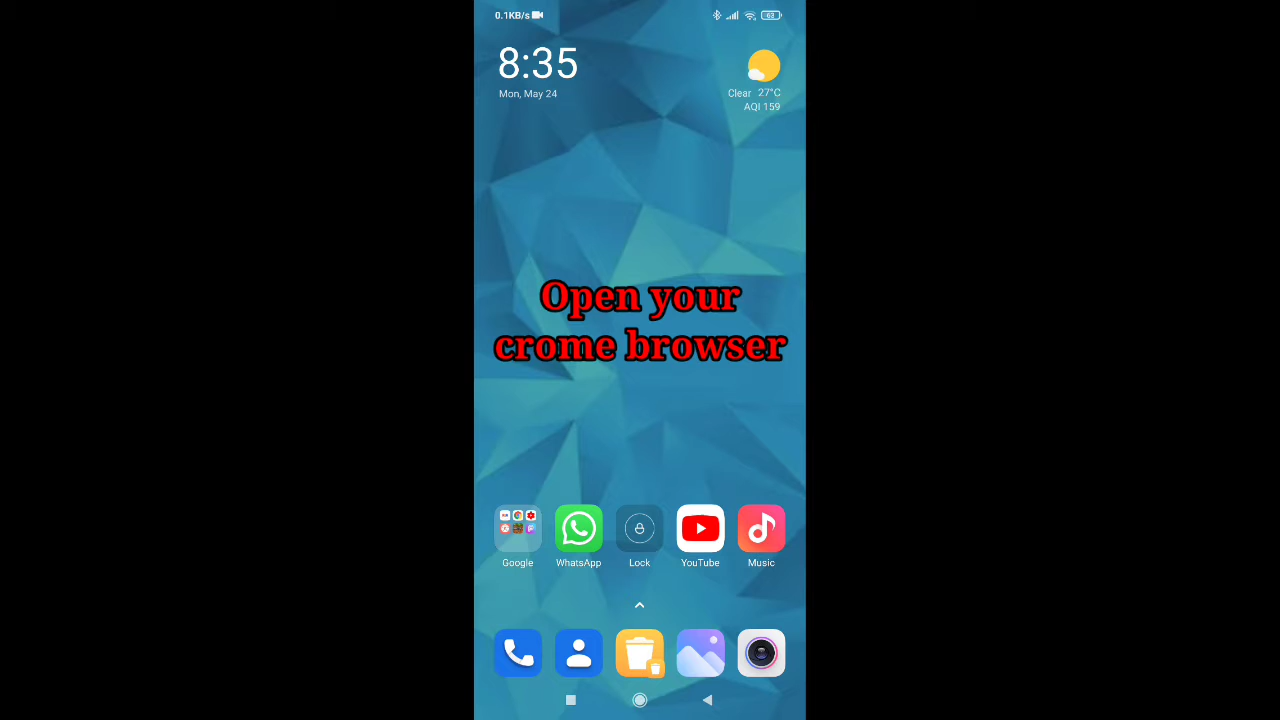 0.1KB/s
63
8:35
Mon, May 24
Clear 27°C
AQI 159
Open your
crome browser
Google
WhatsApp
Lock
YouTube
Music